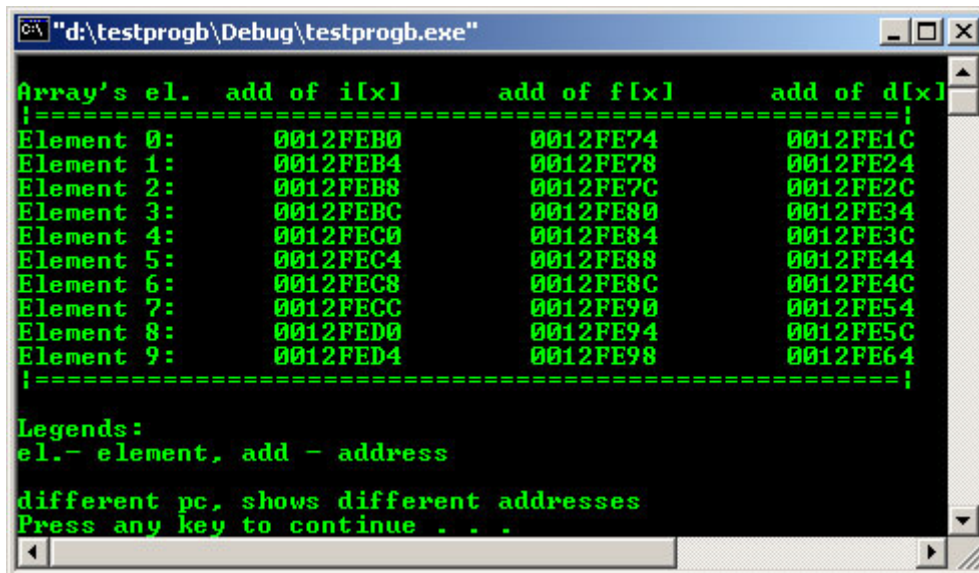 "d:\testprogb\Debug\testprogb.exe"
Array's el. add of i[x] add of f[x] add of d[x]
¦======================================================¦
Element 0: 0012FEB0 0012FE74 0012FE1C
Element 1: 0012FEB4 0012FE78 0012FE24
Element 2: 0012FEB8 0012FE7C 0012FE2C
Element 3: 0012FEBC 0012FE80 0012FE34
Element 4: 0012FEC0 0012FE84 0012FE3C
Element 5: 0012FEC4 0012FE88 0012FE44
Element 6: 0012FEC8 0012FE8C 0012FE4C
Element 7: 0012FECC 0012FE90 0012FE54
Element 8: 0012FED0 0012FE94 0012FE5C
Element 9: 0012FED4 0012FE98 0012FE64
¦======================================================¦
Legends:
el.- element, add - address
different pc, shows different addresses
Press any key to continue . . .